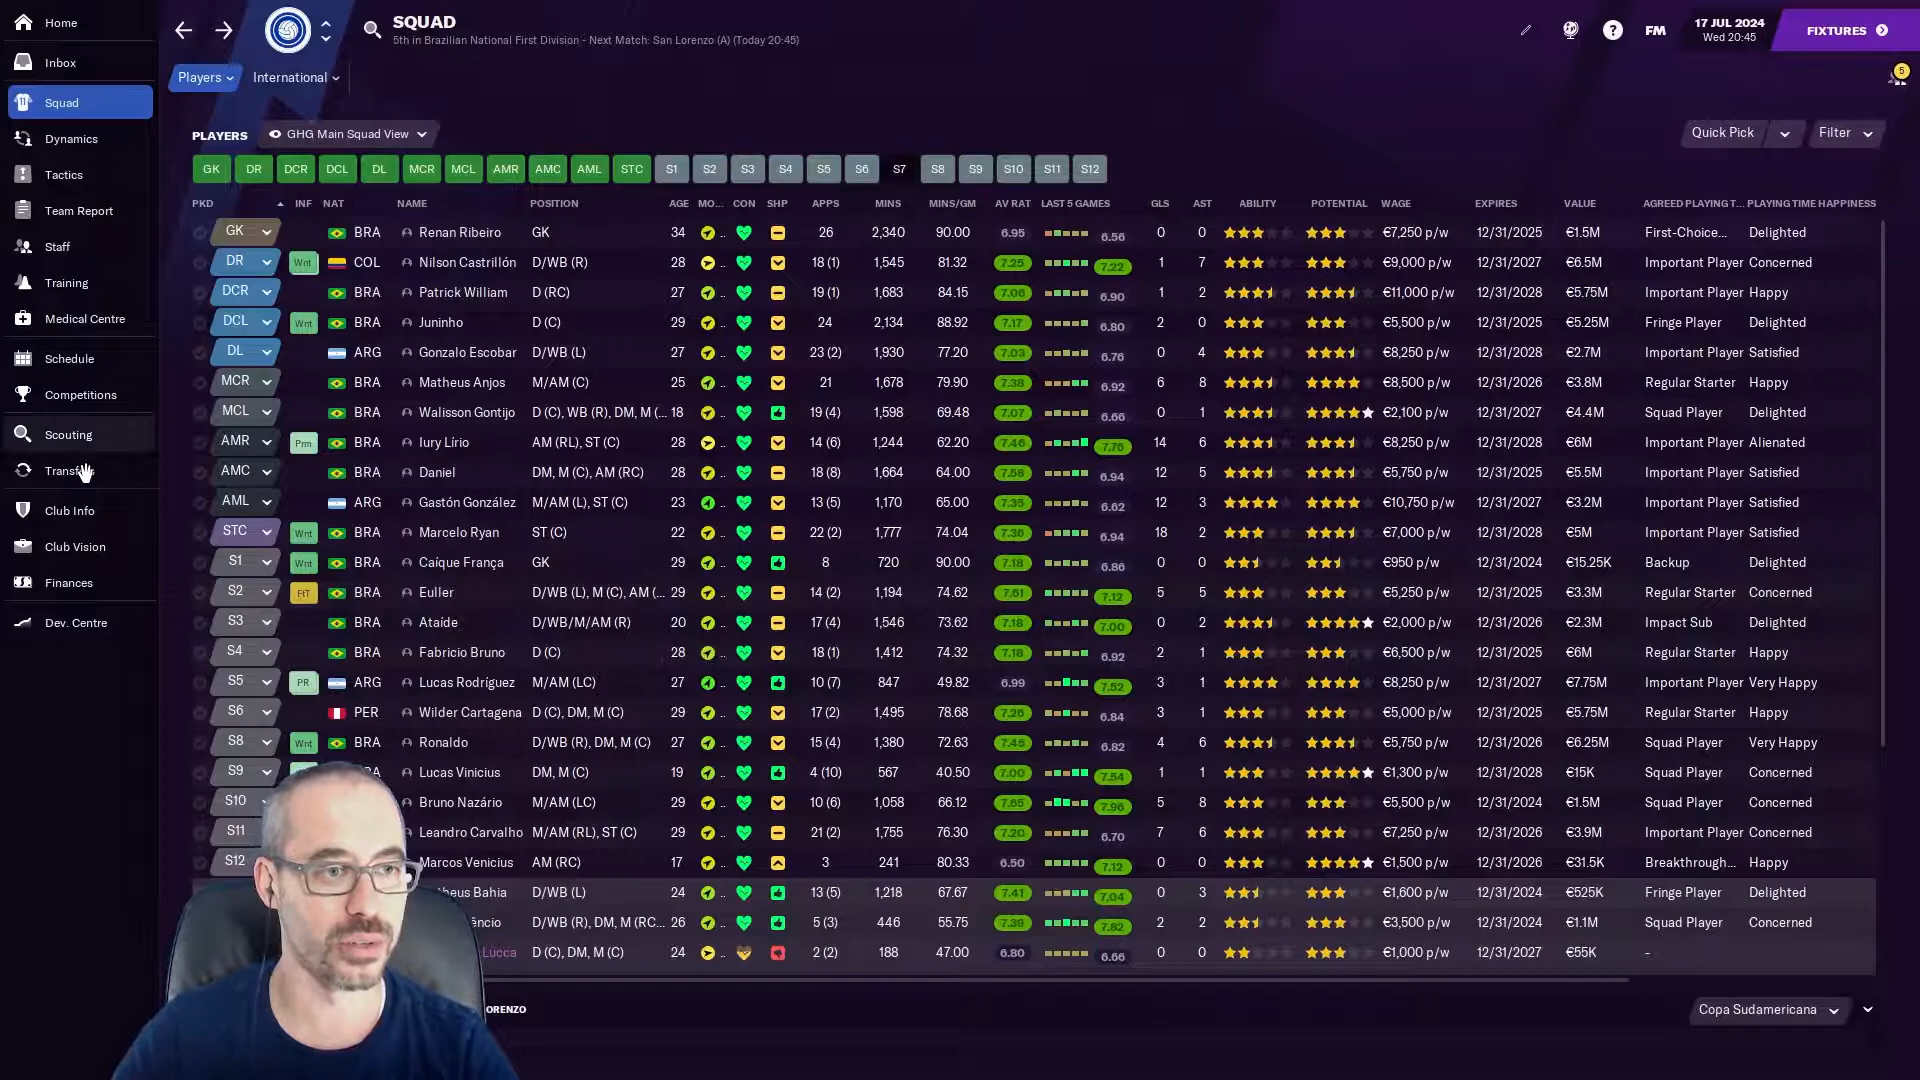 Home
Inbox
Squad
Dynamics
Tactics
Team Report
Staff
Training
Medical Centre
Schedule
Competitions
Scouting
Club Info
Club Vision
Finances
Dev. Centre
SQUAD
5th in Brazilian National First Division - Next Match: San Lorenzo (A) (Today 20:45)
FM
17 JUL 2024
Wed 20:45
FIXTURES
5
Players
International
PLAYERS
GHG Main Squad View
Quick Pick
Filter
GK DR DCR DCL DL MCR MCL AMR AMC AML STC S1 S2 S3 S4 S5 S6 S7 S8 S9 S10 S11 S12
PKD INF NAT NAME POSITION AGE MO... CON SHP APPS MINS MINS/GM AV RAT LAST 5 GAMES GLS AST ABILITY POTENTIAL WAGE EXPIRES VALUE AGREED PLAYING T... PLAYING TIME HAPPINESS
GK BRA Renan Ribeiro GK 34 26 2,340 90.00 6.95 6.56 0 0 €7,250 p/w 12/31/2025 €1.5M First-Choice... Delighted
DR Wnt COL Nilson Castrillón D/WB (R) 28 18 (1) 1,545 81.32 7.25 7.22 1 7 €9,000 p/w 12/31/2027 €6.5M Important Player Concerned
DCR BRA Patrick William D (RC) 27 19 (1) 1,683 84.15 7.06 6.90 1 2 €11,000 p/w 12/31/2028 €5.75M Important Player Happy
DCL Wnt BRA Juninho D (C) 29 24 2,134 88.92 7.17 6.80 2 0 €5,500 p/w 12/31/2025 €5.25M Fringe Player Delighted
DL ARG Gonzalo Escobar D/WB (L) 27 23 (2) 1,930 77.20 7.03 6.76 0 4 €8,250 p/w 12/31/2028 €2.7M Important Player Satisfied
MCR BRA Matheus Anjos M/AM (C) 25 21 1,678 79.90 7.38 6.92 6 8 €8,500 p/w 12/31/2026 €3.8M Regular Starter Happy
MCL BRA Walisson Gontijo D (C), WB (R), DM, M (... 18 19 (4) 1,598 69.48 7.07 6.66 0 1 €2,100 p/w 12/31/2027 €4.4M Squad Player Delighted
AMR Prm BRA Iury Lírio AM (RL), ST (C) 28 14 (6) 1,244 62.20 7.46 7.76 14 6 €8,250 p/w 12/31/2028 €6M Important Player Alienated
AMC BRA Daniel DM, M (C), AM (RC) 28 18 (8) 1,664 64.00 7.58 6.94 12 5 €5,750 p/w 12/31/2025 €5.5M Important Player Satisfied
AML ARG Gastón González M/AM (L), ST (C) 23 13 (5) 1,170 65.00 7.35 6.62 12 3 €10,750 p/w 12/31/2027 €3.2M Important Player Satisfied
STC Wnt BRA Marcelo Ryan ST (C) 22 22 (2) 1,777 74.04 7.36 6.94 18 2 €7,000 p/w 12/31/2028 €5M Important Player Satisfied
S1 Wnt BRA Caíque França GK 29 8 720 90.00 7.18 6.86 0 0 €950 p/w 12/31/2024 €15.25K Backup Delighted
S2 FtT BRA Euller D/WB (L), M (C), AM (... 29 14 (2) 1,194 74.62 7.61 7.12 5 5 €5,250 p/w 12/31/2026 €3.3M Regular Starter Concerned
S3 BRA Ataíde D/WB/M/AM (R) 20 17 (4) 1,546 73.62 7.18 7.00 0 2 €2,000 p/w 12/31/2026 €2.3M Impact Sub Delighted
S4 BRA Fabricio Bruno D (C) 28 18 (1) 1,412 74.32 7.18 6.92 2 1 €6,500 p/w 12/31/2025 €6M Regular Starter Happy
S5 PR ARG Lucas Rodríguez M/AM (LC) 27 10 (7) 847 49.82 6.99 7.52 3 1 €8,250 p/w 12/31/2027 €7.75M Important Player Very Happy
S6 PER Wilder Cartagena D (C), DM, M (C) 29 17 (2) 1,495 78.68 7.26 6.84 3 1 €5,000 p/w 12/31/2025 €5.75M Regular Starter Happy
S8 Wnt BRA Ronaldo D/WB (R), DM, M (C) 27 15 (4) 1,380 72.63 7.45 6.82 4 6 €5,750 p/w 12/31/2026 €6.25M Squad Player Very Happy
S9 Lucas Vinicius DM, M (C) 19 4 (10) 567 40.50 7.00 7.54 1 1 €1,300 p/w 12/31/2028 €15K Squad Player Concerned
S10 Bruno Nazário M/AM (LC) 29 10 (6) 1,058 66.12 7.65 7.96 5 8 €5,500 p/w 12/31/2024 €1.5M Squad Player Concerned
S11 Leandro Carvalho M/AM (RL), ST (C) 29 21 (2) 1,755 76.30 7.20 6.70 7 6 €7,250 p/w 12/31/2026 €3.9M Important Player Concerned
S12 Marcos Venicius AM (RC) 17 3 241 80.33 6.50 7.12 0 0 €1,500 p/w 12/31/2026 €31.5K Breakthrough... Happy
heus Bahia D/WB (L) 24 13 (5) 1,218 67.67 7.41 7.04 0 3 €1,600 p/w 12/31/2024 €525K Fringe Player Delighted
êncio D/WB (R), DM, M (RC... 26 5 (3) 446 55.75 7.39 7.82 2 2 €3,500 p/w 12/31/2024 €1.1M Squad Player Concerned
Lucca D (C), DM, M (C) 24 2 (2) 188 47.00 6.80 6.66 0 0 €1,000 p/w 12/31/2027 €55K -
ORENZO
Copa Sudamericana